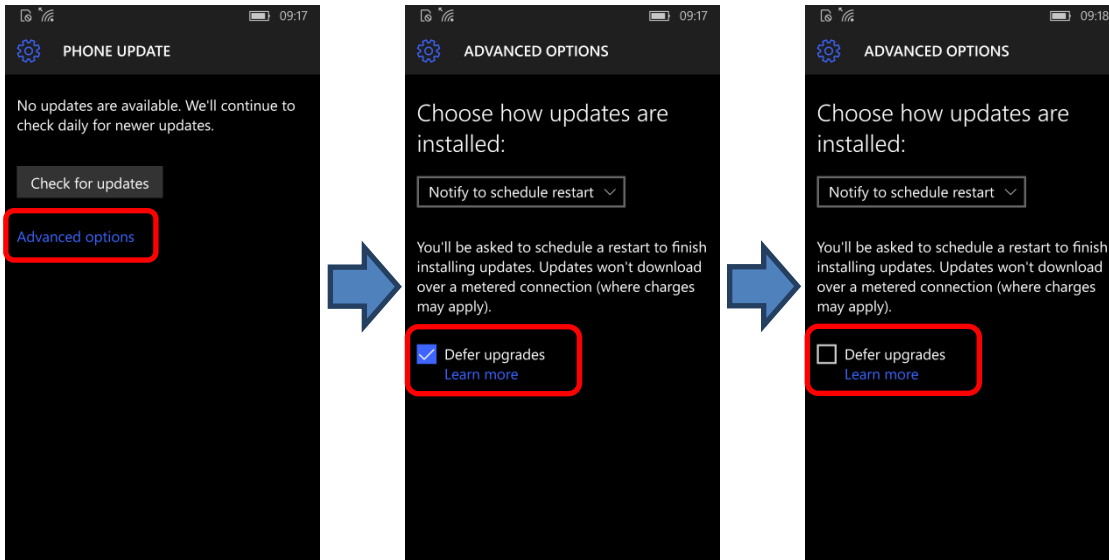 09:17
PHONE UPDATE
No updates are available. We'll continue to
check daily for newer updates.
Check for updates
Advanced options
09:17
ADVANCED OPTIONS
Choose how updates are
installed:
Notify to schedule restart
You'll be asked to schedule a restart to finish
installing updates. Updates won't download
over a metered connection (where charges
may apply).
Defer upgrades
Learn more
09:18
ADVANCED OPTIONS
Choose how updates are
installed:
Notify to schedule restart
You'll be asked to schedule a restart to finish
installing updates. Updates won't download
over a metered connection (where charges
may apply).
Defer upgrades
Learn more